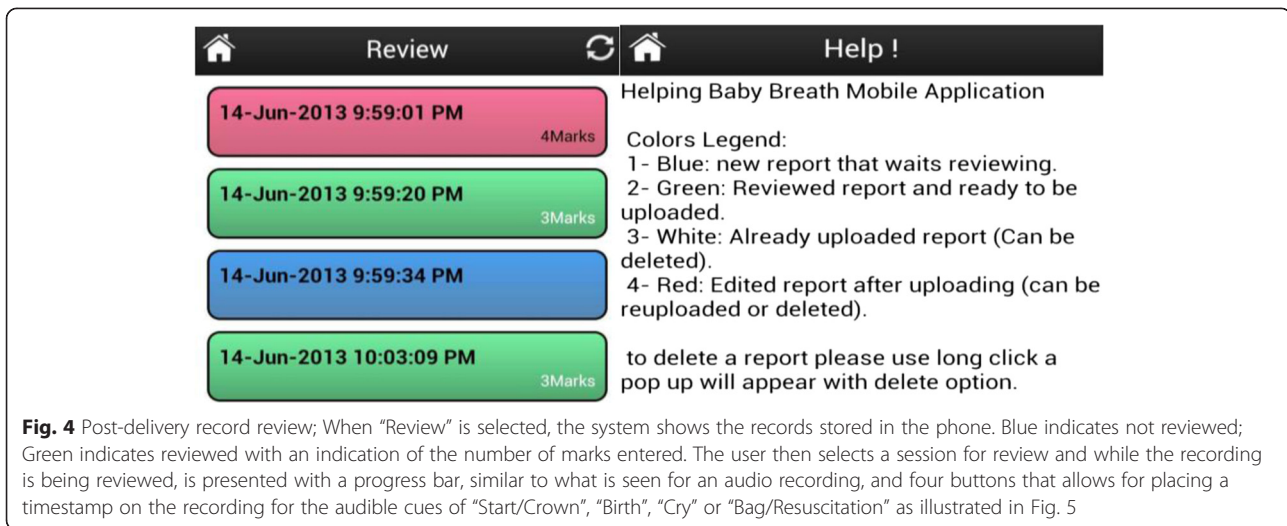 Review
14-Jun-2013 9:59:01 PM
4Marks
14-Jun-2013 9:59:20 PM
3Marks
14-Jun-2013 9:59:34 PM
14-Jun-2013 10:03:09 PM
3Marks
Help !
Helping Baby Breath Mobile Application
Colors Legend:
1- Blue: new report that waits reviewing.
2- Green: Reviewed report and ready to be
uploaded.
3- White: Already uploaded report (Can be
deleted).
4- Red: Edited report after uploading (can be
reuploaded or deleted).
to delete a report please use long click a
pop up will appear with delete option.
Fig. 4 Post-delivery record review; When “Review” is selected, the system shows the records stored in the phone. Blue indicates not reviewed;
Green indicates reviewed with an indication of the number of marks entered. The user then selects a session for review and while the recording
is being reviewed, is presented with a progress bar, similar to what is seen for an audio recording, and four buttons that allows for placing a
timestamp on the recording for the audible cues of “Start/Crown”, “Birth”, “Cry” or “Bag/Resuscitation” as illustrated in Fig. 5